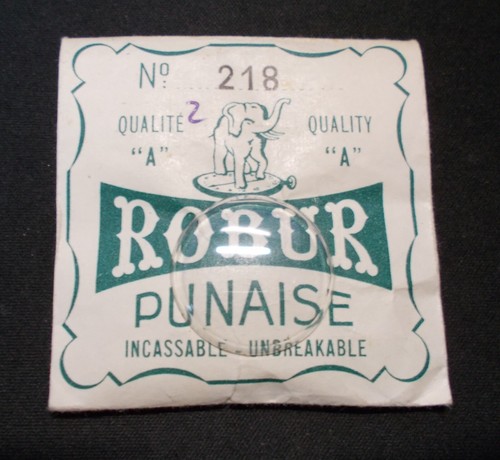 Nº 218
2
QUALITÉ QUALITY
"A" "A"
ROBUR
PUNAISE
INCASSABLE - UNBREAKABLE